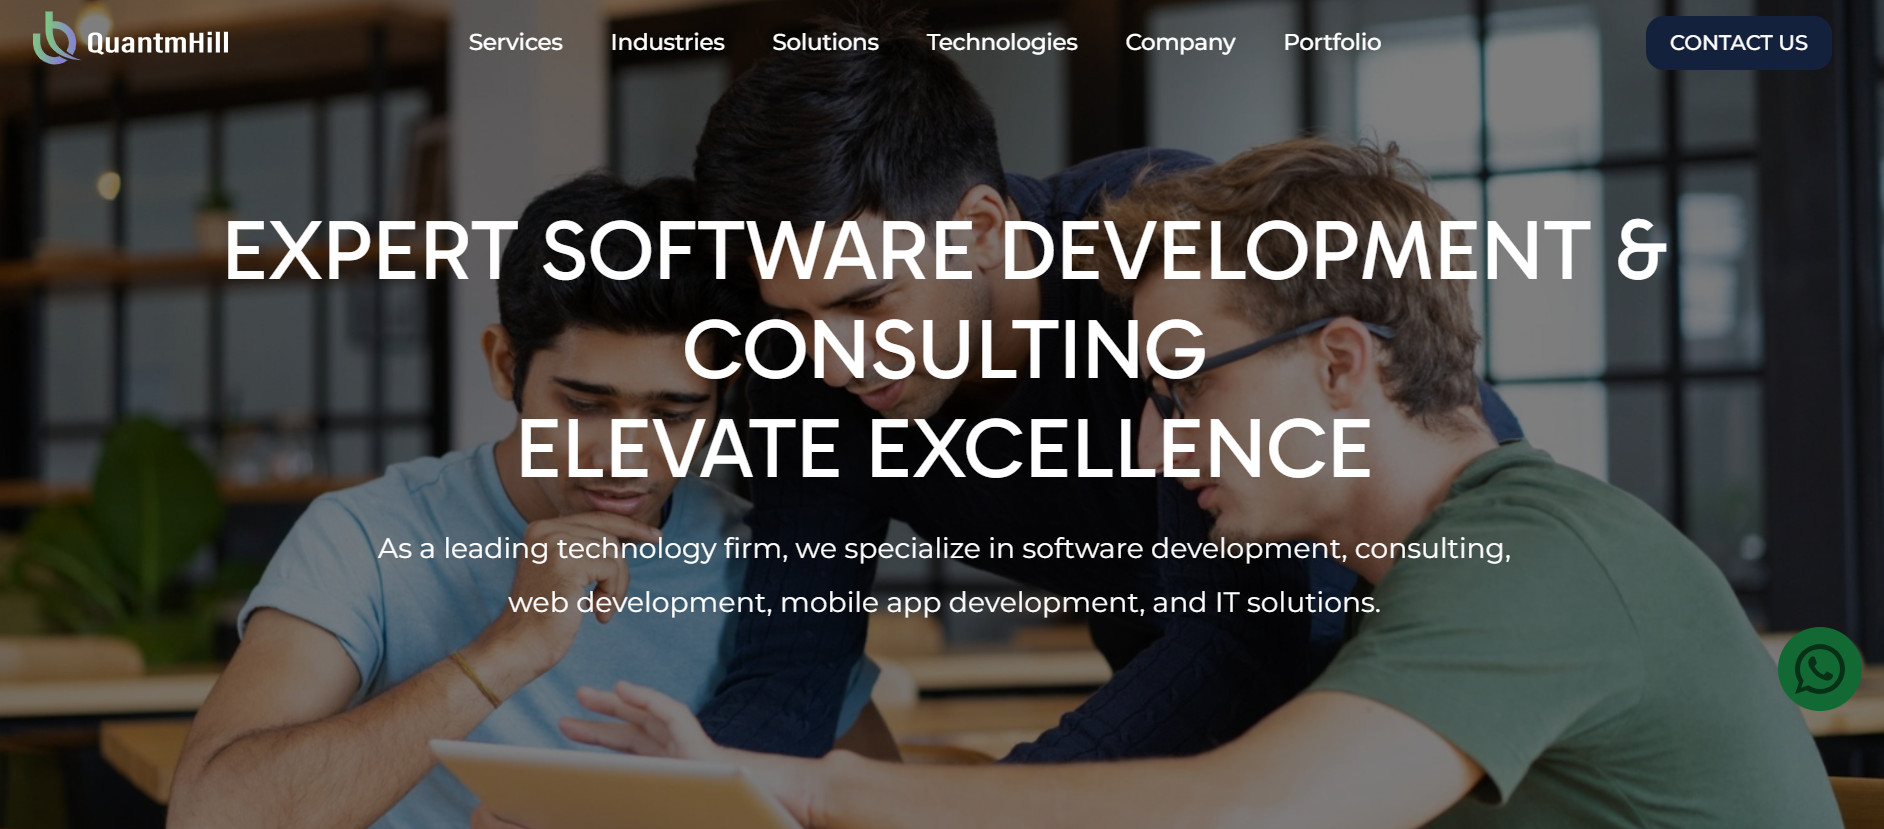 QuantmHill
Services Industries Solutions Technologies Company Portfolio
CONTACT US
EXPERT SOFTWARE DEVELOPMENT &
CONSULTING
ELEVATE EXCELLENCE
As a leading technology firm, we specialize in software development, consulting,
web development, mobile app development, and IT solutions.